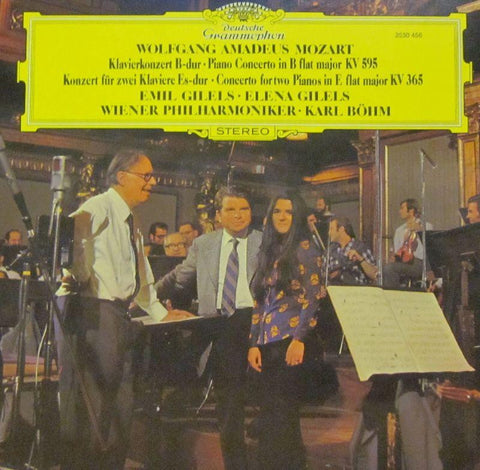 Deutsche
Grammophon
2530 456
WOLFGANG AMADEUS MOZART
Klavierkonzert B-dur · Piano Concerto in B flat major KV 595
Konzert für zwei Klaviere Es-dur · Concerto for two Pianos in E flat major KV 365
EMIL GILELS · ELENA GILELS
WIENER PHILHARMONIKER · KARL BÖHM
STEREO